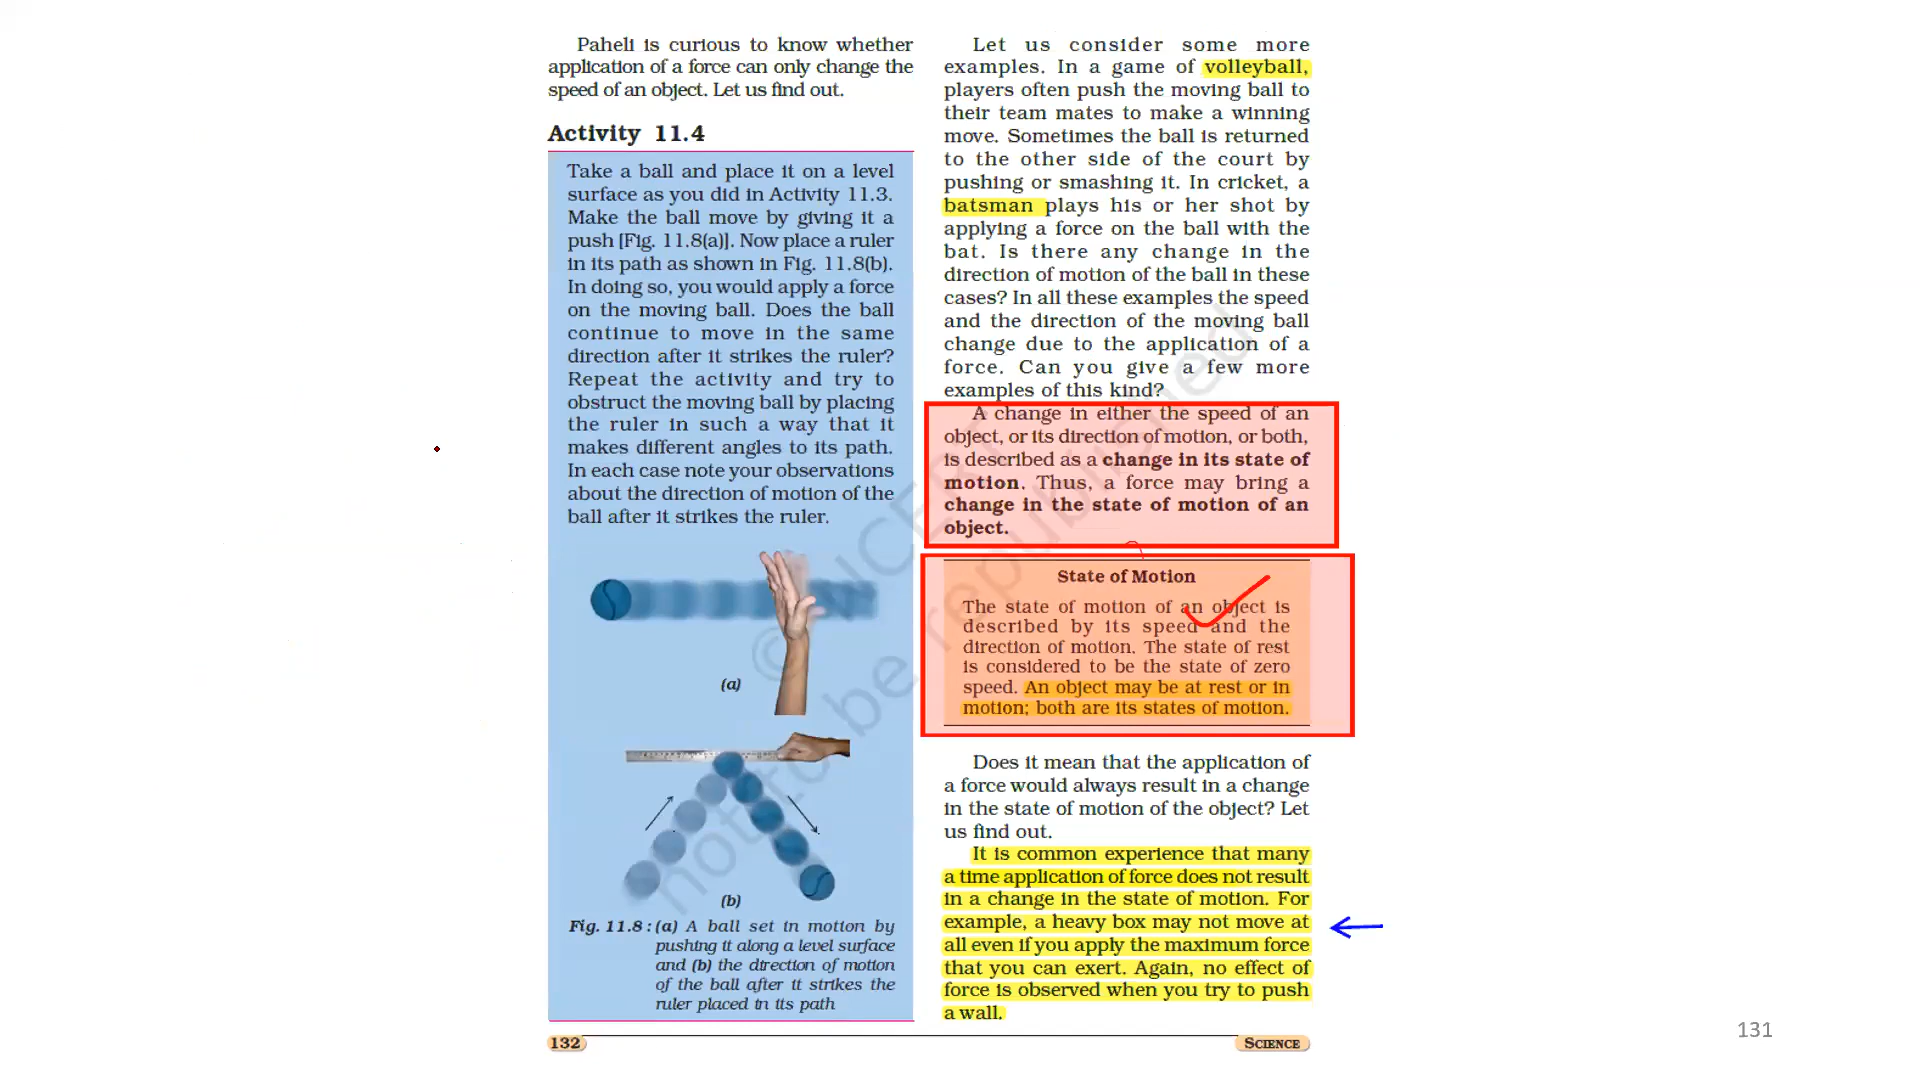 Paheli is curious to know whether
application of a force can only change the
speed of an object. Let us find out.
Activity 11.4
Take a ball and place it on a level
surface as you did in Activity 11.3.
Make the ball move by giving it a
push [Fig. 11.8(a)]. Now place a ruler
in its path as shown in Fig. 11.8(b).
In doing so, you would apply a force
on the moving ball. Does the ball
continue to move in the same
direction after it strikes the ruler?
Repeat the activity and try to
obstruct the moving ball by placing
the ruler in such a way that it
makes different angles to its path.
In each case note your observations
about the direction of motion of the
ball after it strikes the ruler.
(a)
(b)
Fig. 11.8 : (a) A ball set in motion by
pushing it along a level surface
and (b) the direction of motion
of the ball after it strikes the
ruler placed in its path
132
Let us consider some more
examples. In a game of volleyball,
players often push the moving ball to
their team mates to make a winning
move. Sometimes the ball is returned
to the other side of the court by
pushing or smashing it. In cricket, a
batsman plays his or her shot by
applying a force on the ball with the
bat. Is there any change in the
direction of motion of the ball in these
cases? In all these examples the speed
and the direction of the moving ball
change due to the application of a
force. Can you give a few more
examples of this kind?
A change in either the speed of an
object, or its direction of motion, or both,
is described as a change in its state of
motion. Thus, a force may bring a
change in the state of motion of an
object.
State of Motion
The state of motion of an object is
described by its speed and the
direction of motion. The state of rest
is considered to be the state of zero
speed. An object may be at rest or in
motion; both are its states of motion.
Does it mean that the application of
a force would always result in a change
in the state of motion of the object? Let
us find out.
It is common experience that many
a time application of force does not result
in a change in the state of motion. For
example, a heavy box may not move at
all even if you apply the maximum force
that you can exert. Again, no effect of
force is observed when you try to push
a wall.
SCIENCE
131
© NCERT
not to be republished